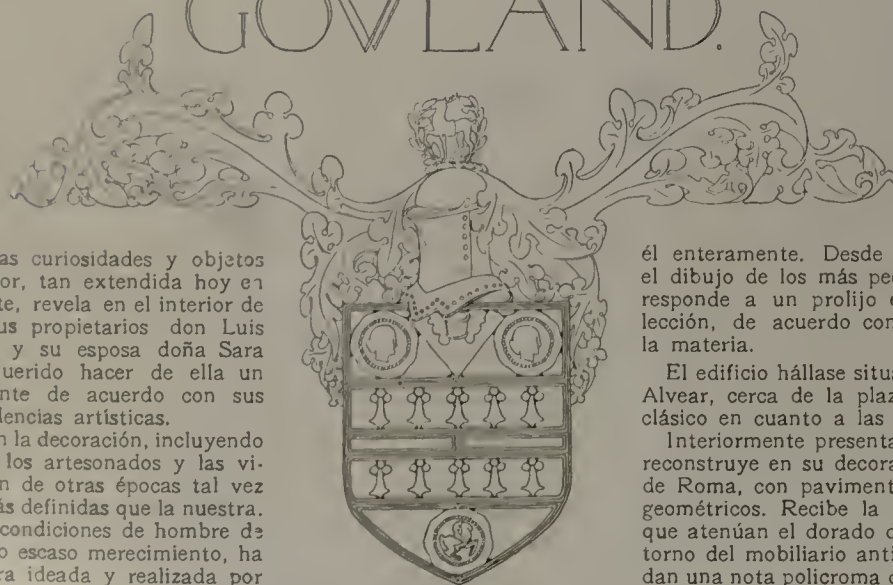 GOVLAND.
as curiosidades y objetos
or, tan extendida hoy en
te, revela en el interior de
us propietarios don Luis
y su esposa doña Sara
uerido hacer de ella un
nte de acuerdo con sus
dencias artísticas.
n la decoración, incluyendo
los artesonados y las vi-
n de otras épocas tal vez
ás definidas que la nuestra.
condiciones de hombre de
o escaso merecimiento, ha
ra ideada y realizada por
él enteramente. Desde
el dibujo de los más peq
responde a un prolijo e
lección, de acuerdo con
la materia.
El edificio hállase situa
Alvear, cerca de la plaz
clásico en cuanto a las
Interiormente presenta
reconstruye en su decora
de Roma, con paviment
geométricos. Recibe la
que atenúan el dorado d
torno del mobiliario anti
dan una nota policroma